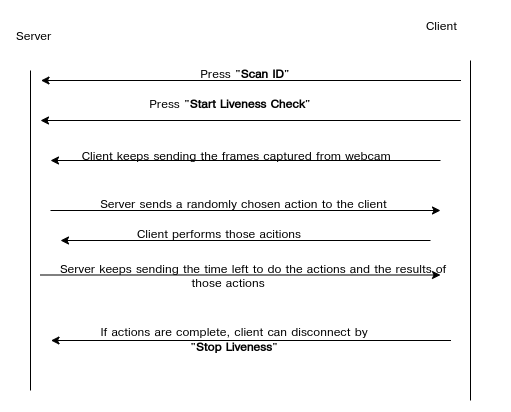 Client
Server
Press "Scan ID"
Press "Start Liveness Check"
Client keeps sending the frames captured from webcam
Server sends a randomly chosen action to the client
Client performs those acitions
Server keeps sending the time left to do the actions and the results of
those actions
If actions are complete, client can disconnect by
"Stop Liveness"